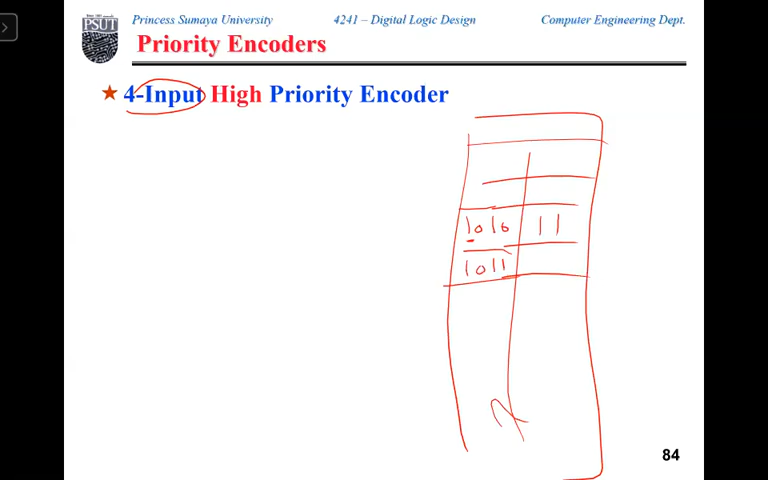 Princess Sumaya University 4241 – Digital Logic Design Computer Engineering Dept.
PSUT
Priority Encoders
4-Input High Priority Encoder
1010 11
1011
84